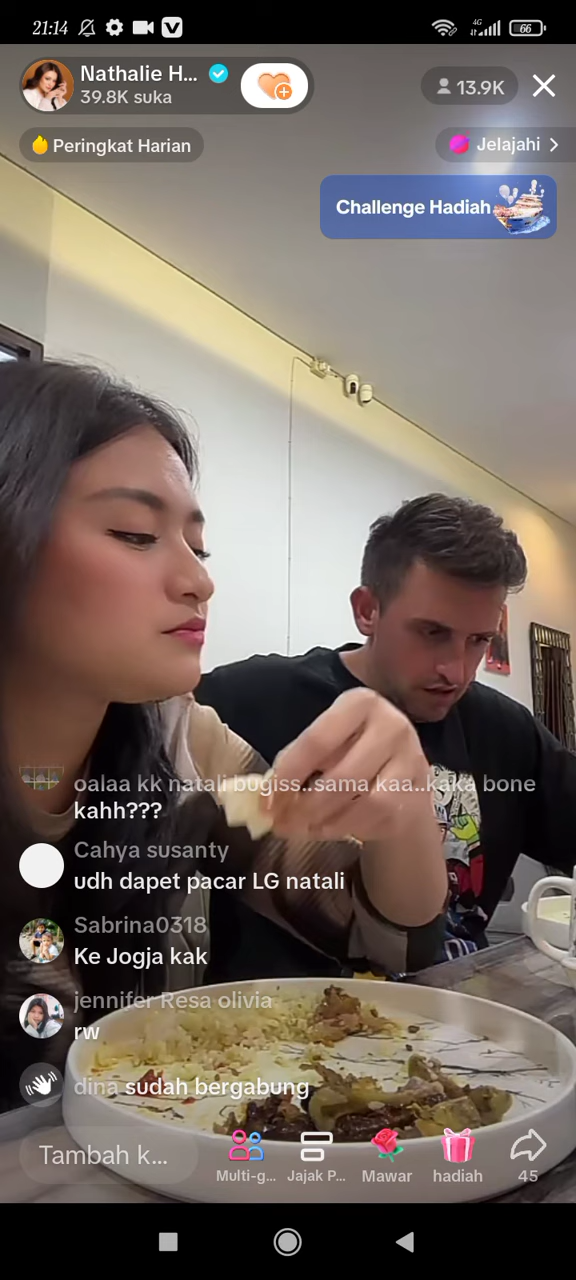 21:14
4G
66
Nathalie H...
39.8K suka
13.9K
Peringkat Harian
Jelajahi
Challenge Hadiah
oalaa kk natali bugiss..sama kaa..kaka bone
kahh???
Cahya susanty
udh dapet pacar LG natali
Sabrina0318
Ke Jogja kak
jennifer Resa olivia
rw
dina sudah bergabung
Tambah k...
Multi-g...
Jajak P...
Mawar
hadiah
45